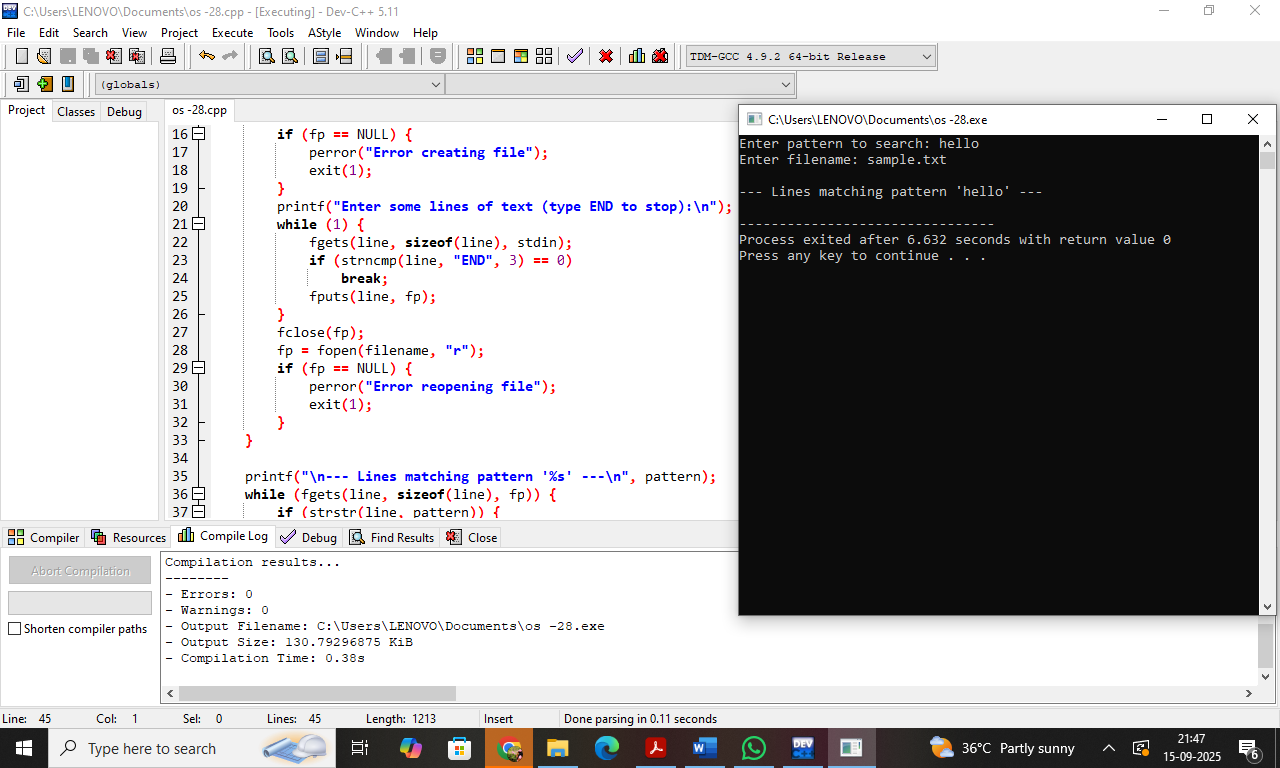 C:\Users\LENOVO\Documents\os -28.cpp - [Executing] - Dev-C++ 5.11
File Edit Search View Project Execute Tools AStyle Window Help
TDM-GCC 4.9.2 64-bit Release
(globals)
Project Classes Debug
os -28.cpp
16 if (fp == NULL) {
17 perror("Error creating file");
18 exit(1);
19 }
20 printf("Enter some lines of text (type END to stop):\n");
21 while (1) {
22 fgets(line, sizeof(line), stdin);
23 if (strncmp(line, "END", 3) == 0)
24 break;
25 fputs(line, fp);
26 }
27 fclose(fp);
28 fp = fopen(filename, "r");
29 if (fp == NULL) {
30 perror("Error reopening file");
31 exit(1);
32 }
33 }
34
35 printf("\n--- Lines matching pattern '%s' ---\n", pattern);
36 while (fgets(line, sizeof(line), fp)) {
37 if (strstr(line, pattern)) {
C:\Users\LENOVO\Documents\os -28.exe
Enter pattern to search: hello
Enter filename: sample.txt
--- Lines matching pattern 'hello' ---
--------------------------------
Process exited after 6.632 seconds with return value 0
Press any key to continue . . .
Compiler Resources Compile Log Debug Find Results Close
Abort Compilation
Shorten compiler paths
Compilation results...
--------
- Errors: 0
- Warnings: 0
- Output Filename: C:\Users\LENOVO\Documents\os -28.exe
- Output Size: 130.79296875 KiB
- Compilation Time: 0.38s
Line: 45 Col: 1 Sel: 0 Lines: 45 Length: 1213 Insert Done parsing in 0.11 seconds
Type here to search
DEV
36°C Partly sunny
21:47
15-09-2025
6